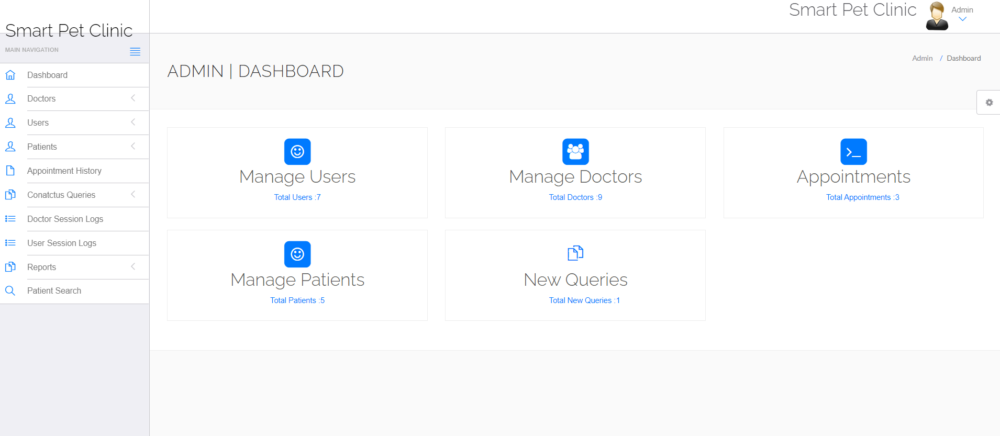 Smart Pet Clinic
Admin
Smart Pet Clinic
MAIN NAVIGATION
Dashboard
Doctors
Users
Patients
Appointment History
Conatctus Queries
Doctor Session Logs
User Session Logs
Reports
Patient Search
ADMIN | DASHBOARD
Admin / Dashboard
Manage Users
Total Users :7
Manage Doctors
Total Doctors :9
Appointments
Total Appointments :3
Manage Patients
Total Patients :5
New Queries
Total New Queries :1